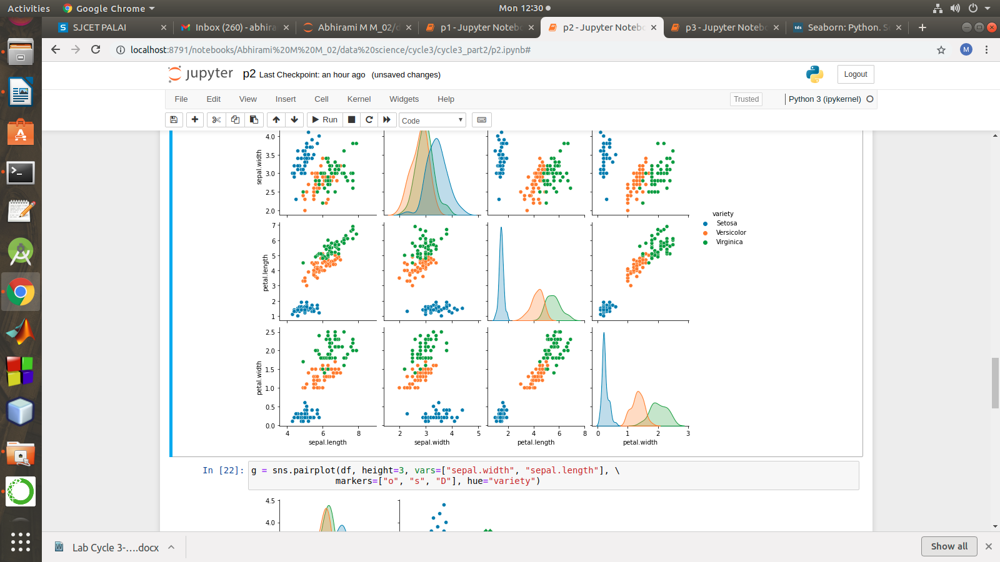 Activities
Google Chrome
Mon 12:30
SJCET PALAI
Inbox (260) - abhira
Abhirami M M_02/d
p1 - Jupyter Notebo
p2 - Jupyter Notebo
p3 - Jupyter Notebo
tds
Seaborn: Python. S
localhost:8791/notebooks/Abhirami%20M%20M_02/data%20science/cycle3/cycle3_part2/p2.ipynb#
M
jupyter
p2 Last Checkpoint: an hour ago (unsaved changes)
Logout
File Edit View Insert Cell Kernel Widgets Help
Trusted
Python 3 (ipykernel)
Run
Code
4.0
3.5
3.0
2.5
2.0
sepal.width
variety
Setosa
Versicolor
Virginica
7
6
5
4
3
2
1
petal.length
2.5
2.0
1.5
1.0
0.5
0.0
petal.width
4 6 8
2 3 4 5
2 4 6 8
0 1 2 3
sepal.length
sepal.width
petal.length
petal.width
In [22]:
g = sns.pairplot(df, height=3, vars=["sepal.width", "sepal.length"], \
markers=["o", "s", "D"], hue="variety")
4.5
4.0
Lab Cycle 3-....docx
Show all